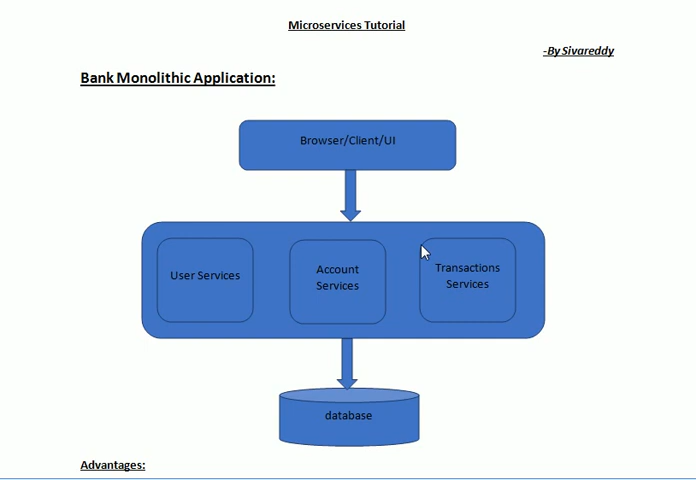 Microservices Tutorial
-By Sivareddy
Bank Monolithic Application:
Browser/Client/UI
User Services
Account
Services
Transactions
Services
database
Advantages: